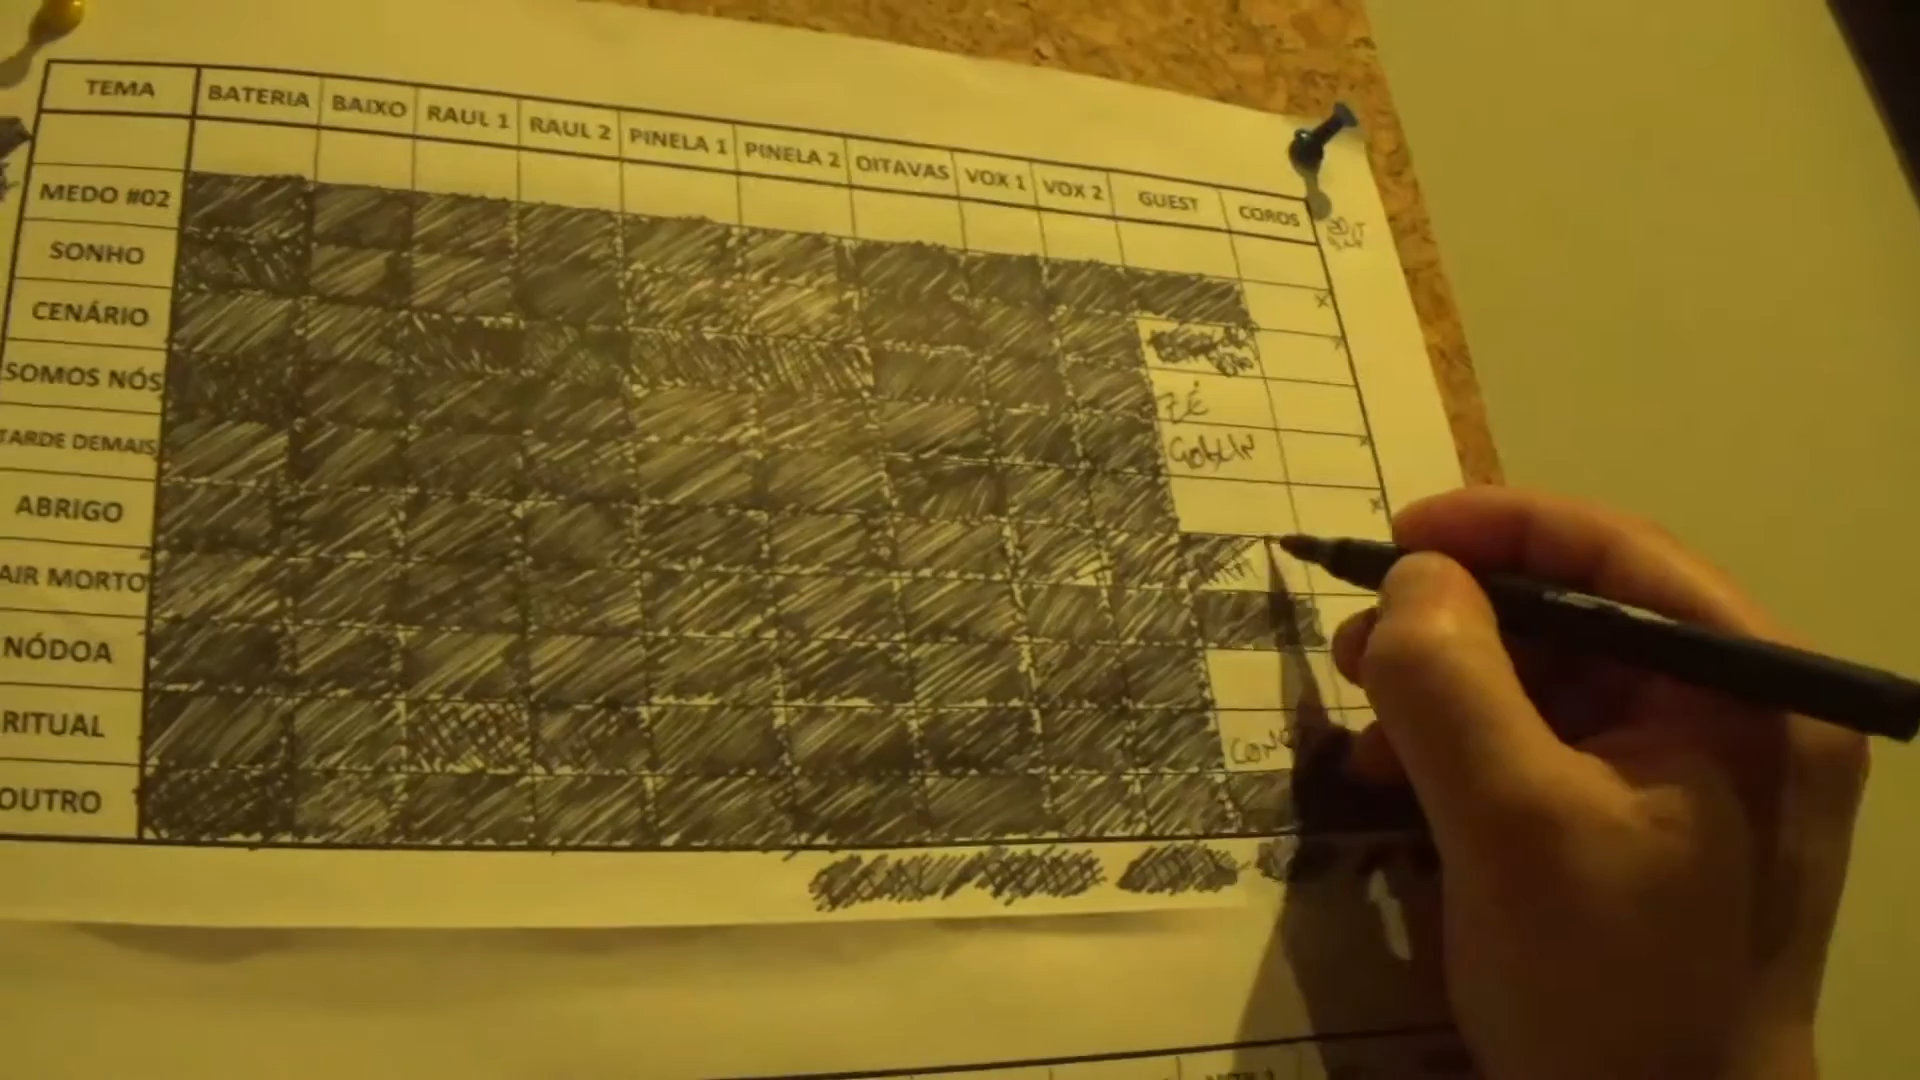 TEMA BATERIA BAIXO RAUL 1 RAUL 2 PINELA 1 PINELA 2 OITAVAS VOX 1 VOX 2 GUEST COROS
MEDO #02
SONHO
CENÁRIO
ZÉ
SOMOS NÓS
GOBLIN
TARDE DEMAIS
ABRIGO
AIR MORTO
NÓDOA
RITUAL
OUTRO